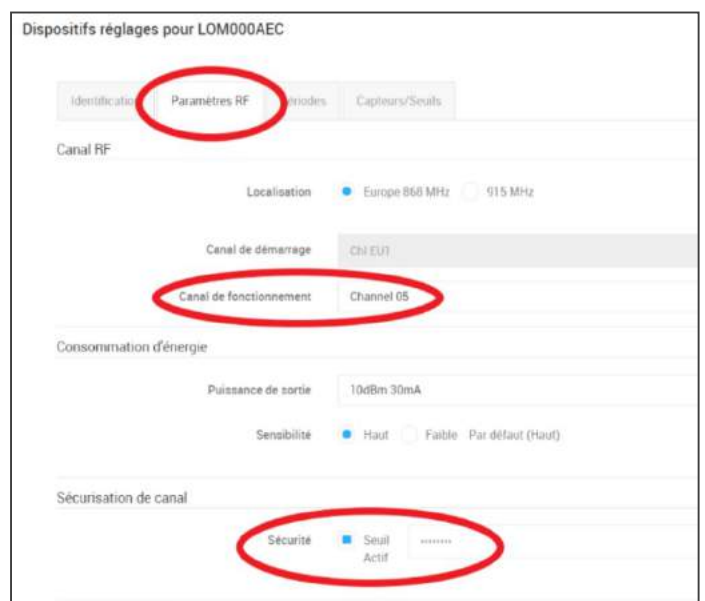 Dispositifs réglages pour LOM000AEC
Identification Paramètres RF Périodes Capteurs/Seuils
Canal RF
Localisation Europe 868 MHz 915 MHz
Canal de démarrage Chl EU1
Canal de fonctionnement Channel 05
Consommation d'énergie
Puissance de sortie 10dBm 30mA
Sensibilité Haut Faible Par défaut (Haut)
Sécurisation de canal
Sécurité Seuil ••••••••
Actif